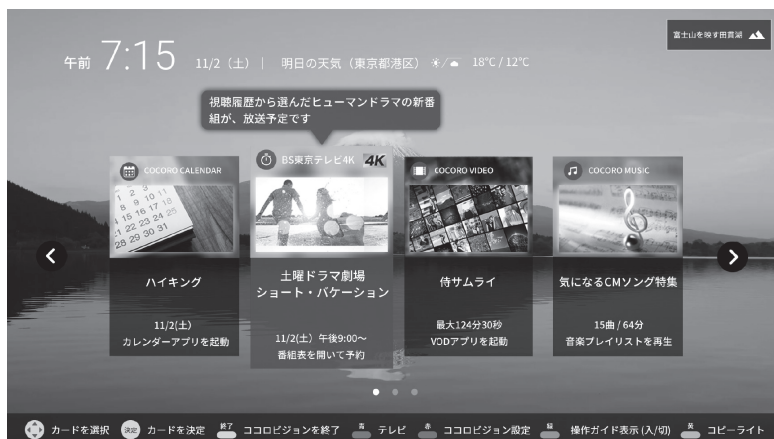 富士山を映す田貫湖
午前 7:15 11/2（土）｜ 明日の天気（東京都港区） 18℃ / 12℃
視聴履歴から選んだヒューマンドラマの新番
組が、放送予定です
COCORO CALENDAR
1 2 3
8 9 10 11
14 15 16 17 18
22 23 24 25
28 29 30 31
ハイキング
11/2(土)
カレンダーアプリを起動
BS東京テレビ4K 4K
土曜ドラマ劇場
ショート・バケーション
11/2(土）午後9:00〜
番組表を開いて予約
COCORO VIDEO
侍サムライ
最大124分30秒
VODアプリを起動
COCORO MUSIC
気になるCMソング特集
15曲 / 64分
音楽プレイリストを再生
カードを選択 決定 カードを決定 終了 ココロビジョンを終了 青 テレビ 赤 ココロビジョン設定 緑 操作ガイド表示 (入/切) 黄 コピーライト